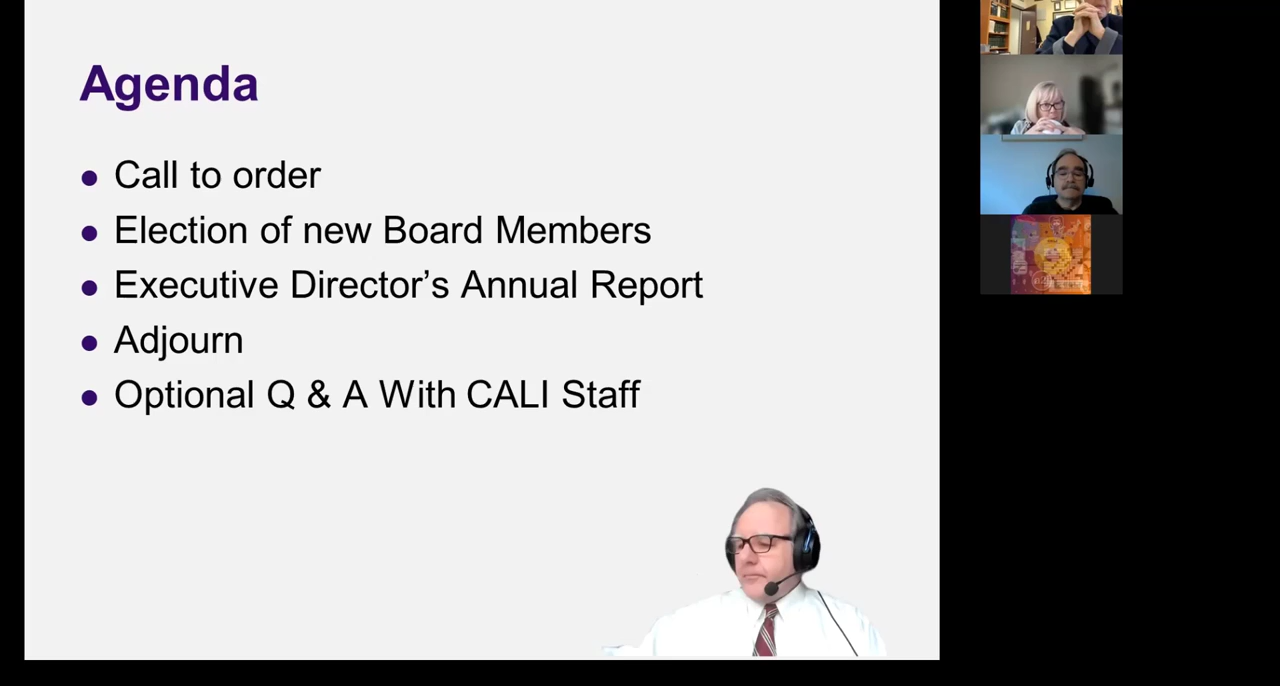 Agenda
Call to order
Election of new Board Members
Executive Director’s Annual Report
Adjourn
Optional Q & A With CALI Staff